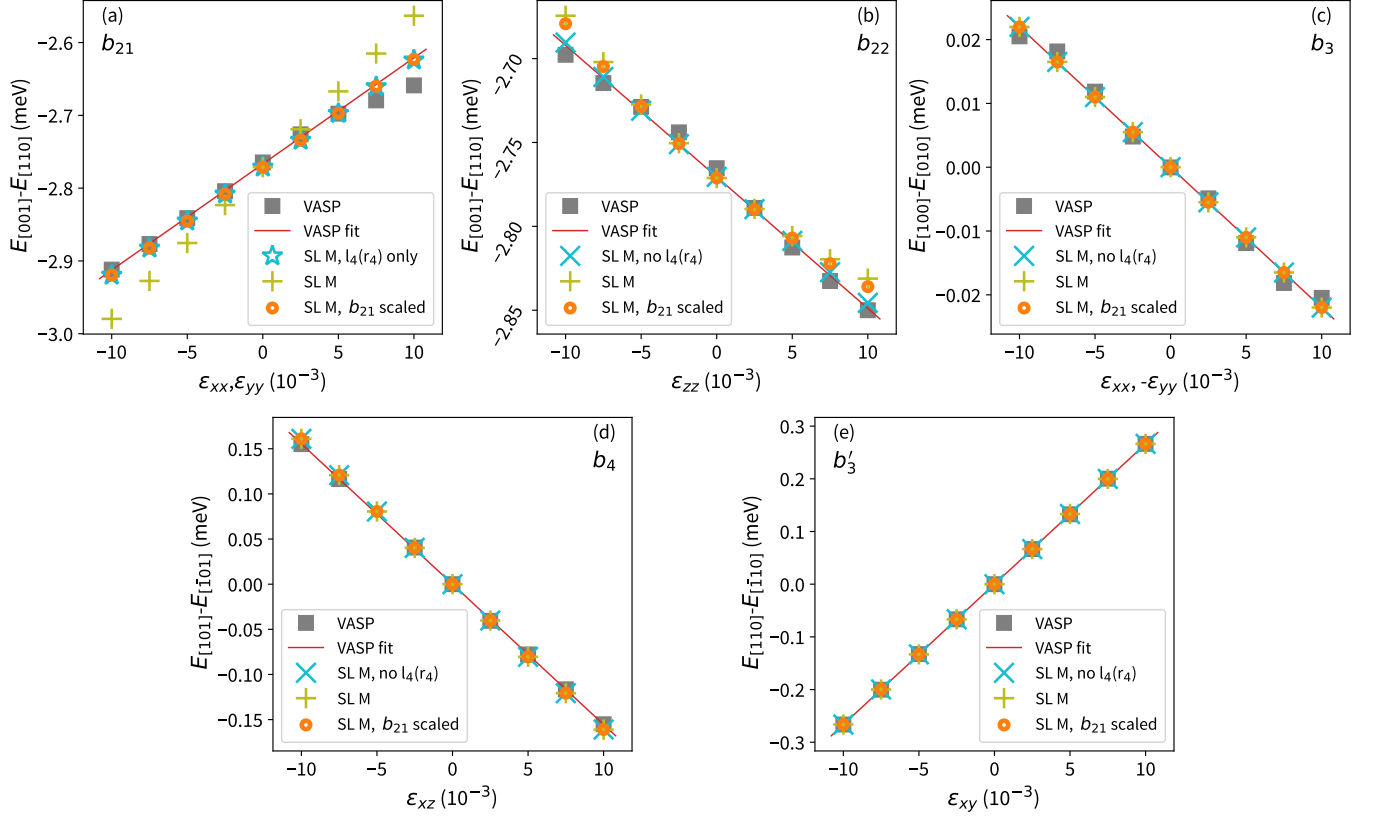 (a)
b21
E[001]-E[110] (meV)
−2.6
−2.7
−2.8
−2.9
−3.0
VASP
VASP fit
SL M, l4(r4) only
SL M
SL M, b21 scaled
−10
−5
0
5
10
εxx,εyy (10−3)
(b)
b22
E[001]-E[110] (meV)
−2.70
−2.75
−2.80
−2.85
VASP
VASP fit
SL M, no l4(r4)
SL M
SL M, b21 scaled
−10
−5
0
5
10
εzz (10−3)
(c)
b3
E[100]-E[010] (meV)
0.02
0.01
0.00
−0.01
−0.02
VASP
VASP fit
SL M, no l4(r4)
SL M
SL M, b21 scaled
−10
−5
0
5
10
εxx, -εyy (10−3)
(d)
b4
E[101]-E[1̄01] (meV)
0.15
0.10
0.05
0.00
−0.05
−0.10
−0.15
VASP
VASP fit
SL M, no l4(r4)
SL M
SL M, b21 scaled
−10
−5
0
5
10
εxz (10−3)
(e)
b′3
E[110]-E[1̄10] (meV)
0.3
0.2
0.1
0.0
−0.1
−0.2
−0.3
VASP
VASP fit
SL M, no l4(r4)
SL M
SL M, b21 scaled
−10
−5
0
5
10
εxy (10−3)